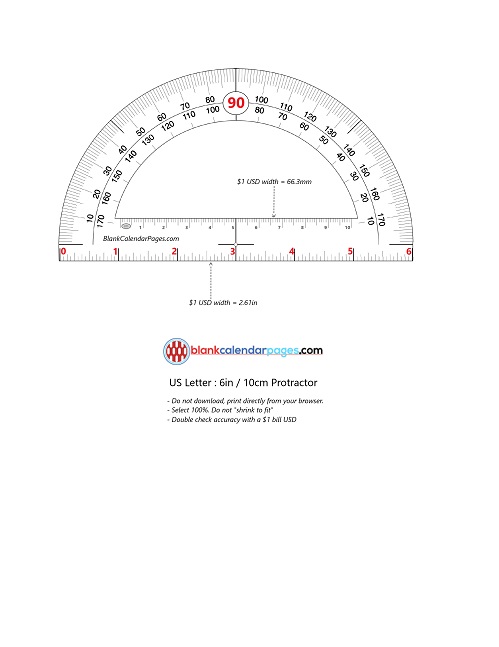 80 90 100
70 100 80 110
60 110 70 120
50 120 60 130
40 130 50 140
30 140 40 150
20 150 30 160
10 160 20 170
170 10
$1 USD width = 66.3mm
1 2 3 4 5 6 7 8 9 10
BlankCalendarPages.com
0 1 2 3 4 5 6
$1 USD width = 2.61in
blankcalendarpages.com
US Letter : 6in / 10cm Protractor
- Do not download, print directly from your browser.
- Select 100%. Do not "shrink to fit"
- Double check accuracy with a $1 bill USD